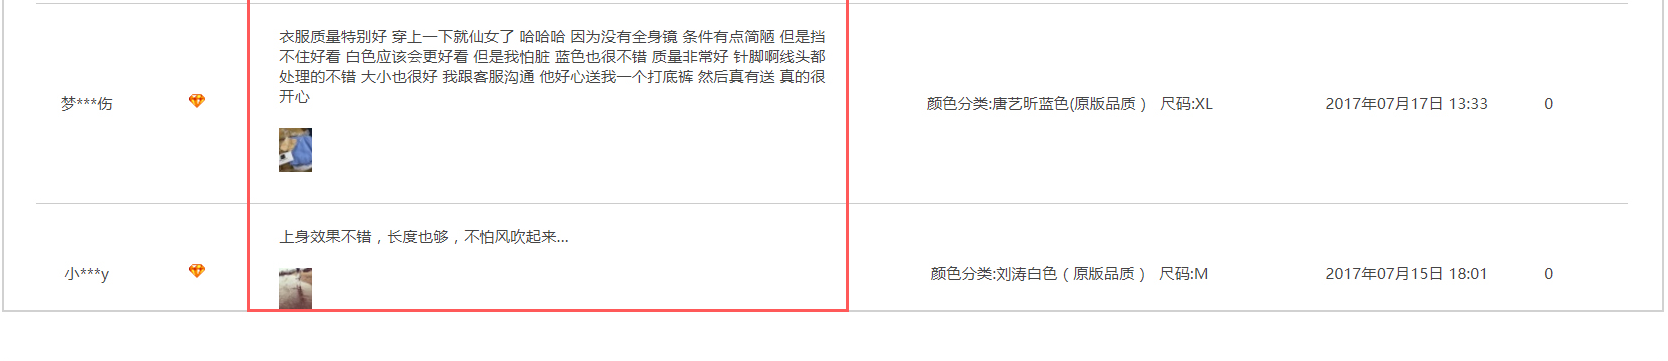 衣服质量特别好 穿上一下就仙女了 哈哈哈 因为没有全身镜 条件有点简陋 但是挡
不住好看 白色应该会更好看 但是我怕脏 蓝色也很不错 质量非常好 针脚啊线头都
处理的不错 大小也很好 我跟客服沟通 他好心送我一个打底裤 然后真有送 真的很
开心
梦***伤
颜色分类:唐艺昕蓝色(原版品质） 尺码:XL
2017年07月17日 13:33
0
上身效果不错，长度也够，不怕风吹起来...
小***y
颜色分类:刘涛白色（原版品质） 尺码:M
2017年07月15日 18:01
0